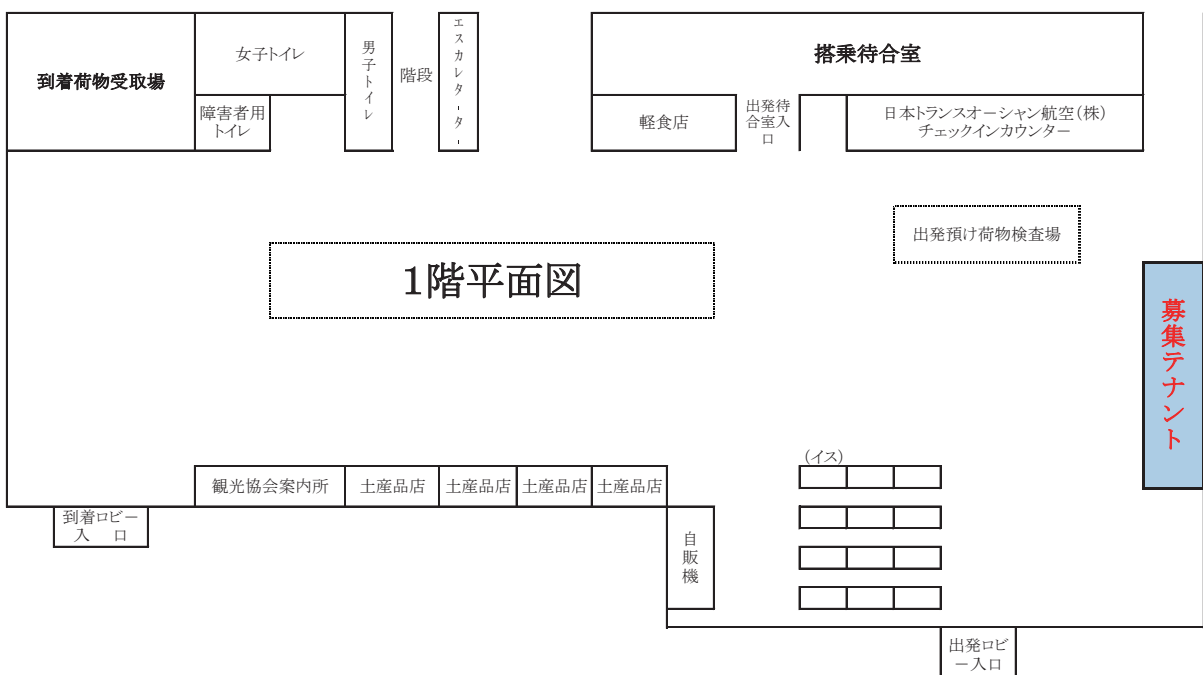 到着荷物受取場
女子トイレ
障害者用
トイレ
男子トイレ
階段
エスカレタ-タ-
搭乗待合室
軽食店
出発待
合室入
口
日本トランスオーシャン航空(株)
チェックインカウンター
出発預け荷物検査場
1階平面図
募集テナント
(イス)
観光協会案内所
土産品店
土産品店
土産品店
土産品店
到着ロビー
入 口
自販機
出発ロビ
ー入口